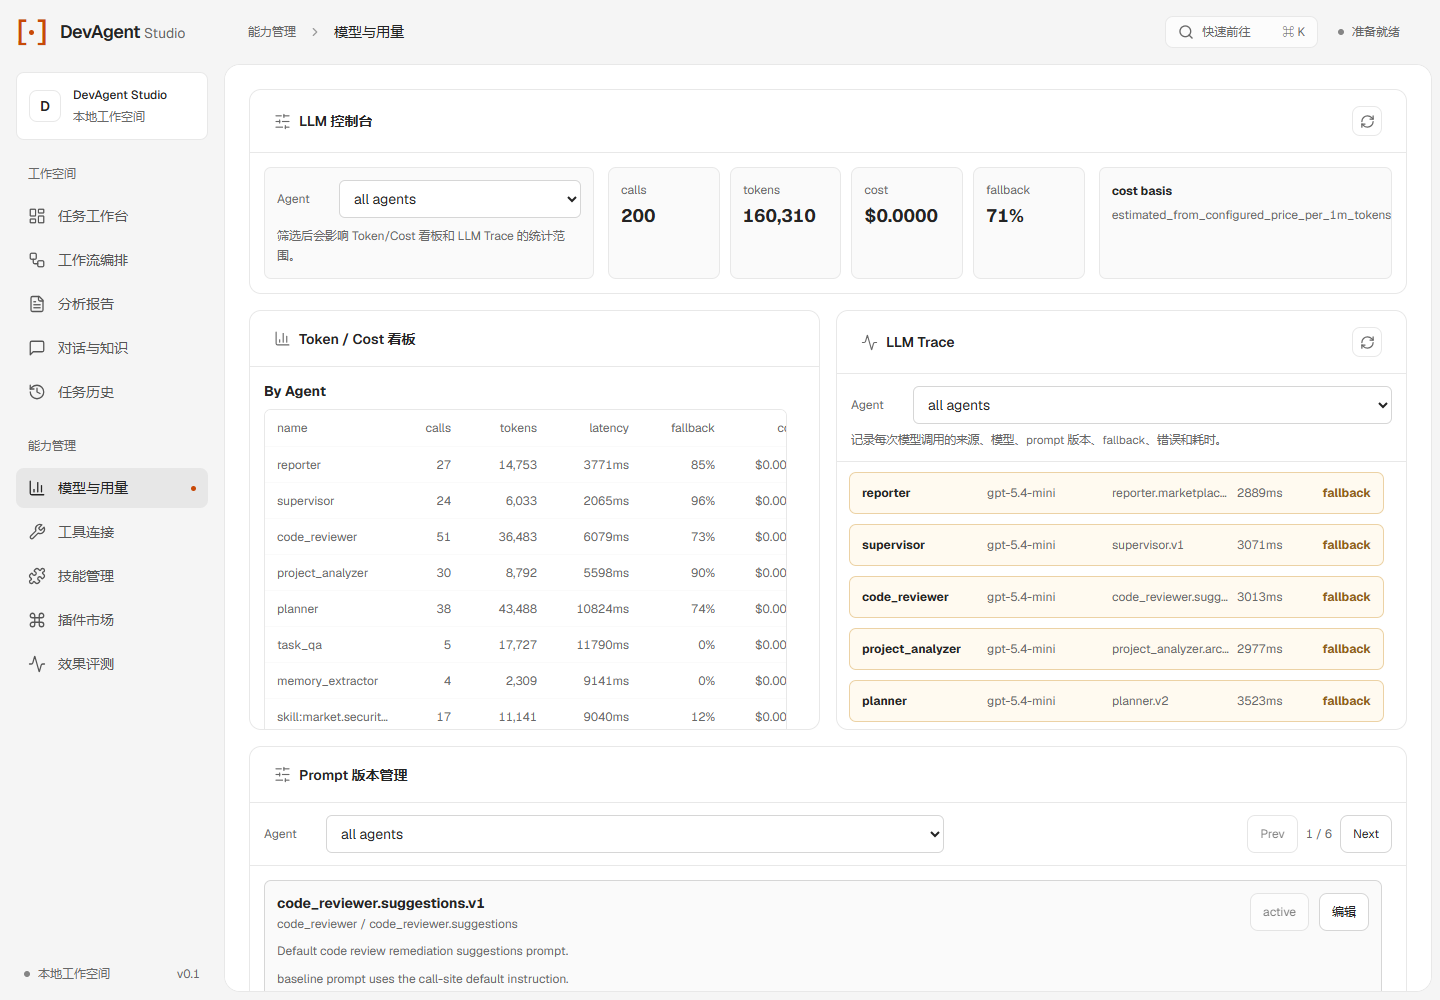 DevAgent Studio
能力管理
模型与用量
快速前往
⌘ K
准备就绪
D
DevAgent Studio
本地工作空间
工作空间
任务工作台
工作流编排
分析报告
对话与知识
任务历史
能力管理
模型与用量
工具连接
技能管理
插件市场
效果评测
本地工作空间
v0.1
LLM 控制台
Agent
all agents
筛选后会影响 Token/Cost 看板和 LLM Trace 的统计范
围。
calls
200
tokens
160,310
cost
$0.0000
fallback
71%
cost basis
estimated_from_configured_price_per_1m_tokens
Token / Cost 看板
By Agent
name calls tokens latency fallback
reporter 27 14,753 3771ms 85% $0.00
supervisor 24 6,033 2065ms 96% $0.00
code_reviewer 51 36,483 6079ms 73% $0.00
project_analyzer 30 8,792 5598ms 90% $0.00
planner 38 43,488 10824ms 74% $0.00
task_qa 5 17,727 11790ms 0% $0.00
memory_extractor 4 2,309 9141ms 0% $0.00
skill:market.securit... 17 11,141 9040ms 12% $0.00
LLM Trace
Agent
all agents
记录每次模型调用的来源、模型、prompt 版本、fallback、错误和耗时。
reporter gpt-5.4-mini reporter.marketplac... 2889ms fallback
supervisor gpt-5.4-mini supervisor.v1 3071ms fallback
code_reviewer gpt-5.4-mini code_reviewer.sugg... 3013ms fallback
project_analyzer gpt-5.4-mini project_analyzer.arc... 2977ms fallback
planner gpt-5.4-mini planner.v2 3523ms fallback
Prompt 版本管理
Agent
all agents
Prev
1 / 6
Next
code_reviewer.suggestions.v1
code_reviewer / code_reviewer.suggestions
Default code review remediation suggestions prompt.
baseline prompt uses the call-site default instruction.
active
编辑